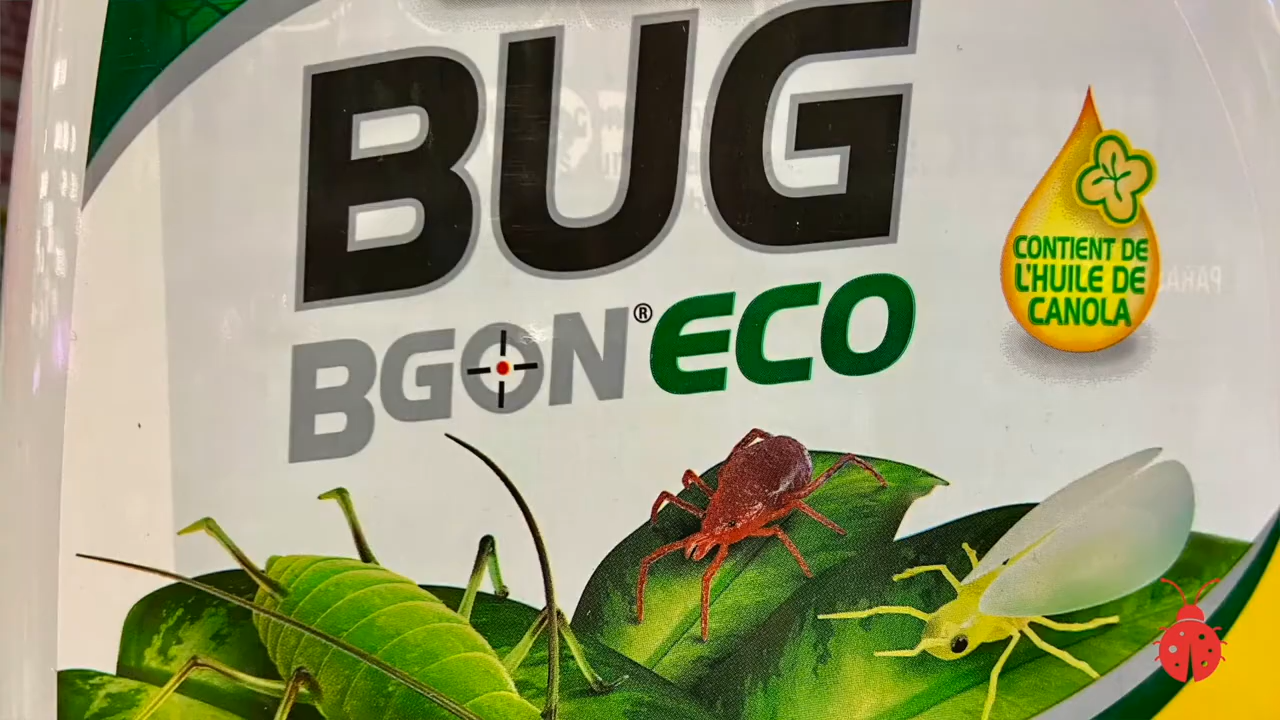 BUG
BGON® ECO
CONTIENT DE
L'HUILE DE
CANOLA